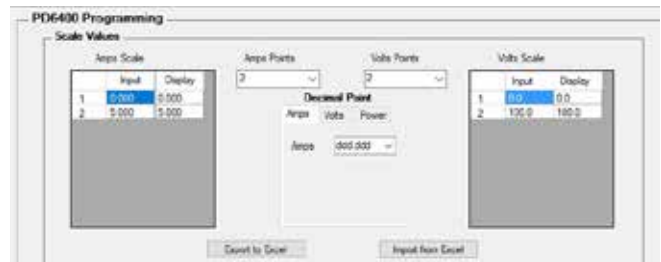 PD6400 Programming
Scale Values
Amps Scale
Amps Points
Volts Points
Volts Scale
Input Display
1 0.000 0.000
2 5.000 5.000
2
2
Decimal Point
Amps Volts Power
Amps ddd.ddd
Input Display
1 0.0 0.0
2 100.0 100.0
Export to Excel
Import from Excel